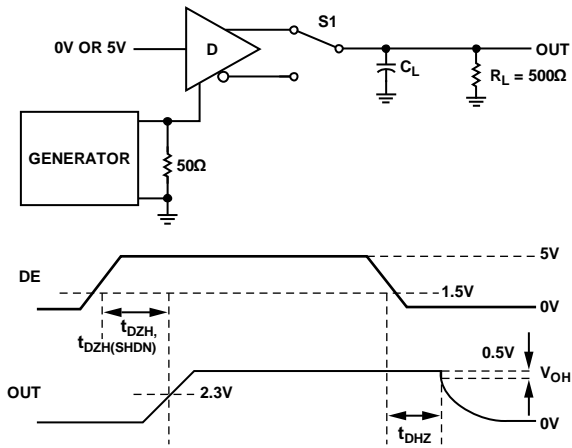 S1
0V OR 5V
D
OUT
C_L
R_L = 500Ω
GENERATOR
50Ω
5V
DE
1.5V
0V
t_DZH,
t_DZH(SHDN)
0.5V
V_OH
OUT
2.3V
0V
t_DHZ